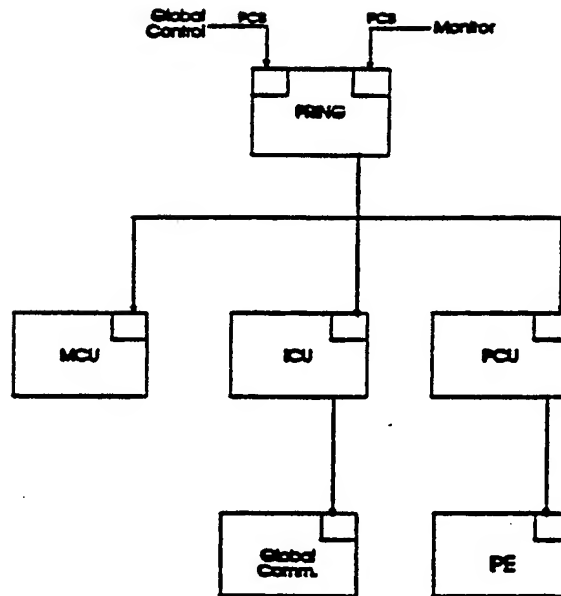 Global
Control
PCS
PCS
Monitor
PRING
MCU
ICU
PCU
Global
Comm.
PE